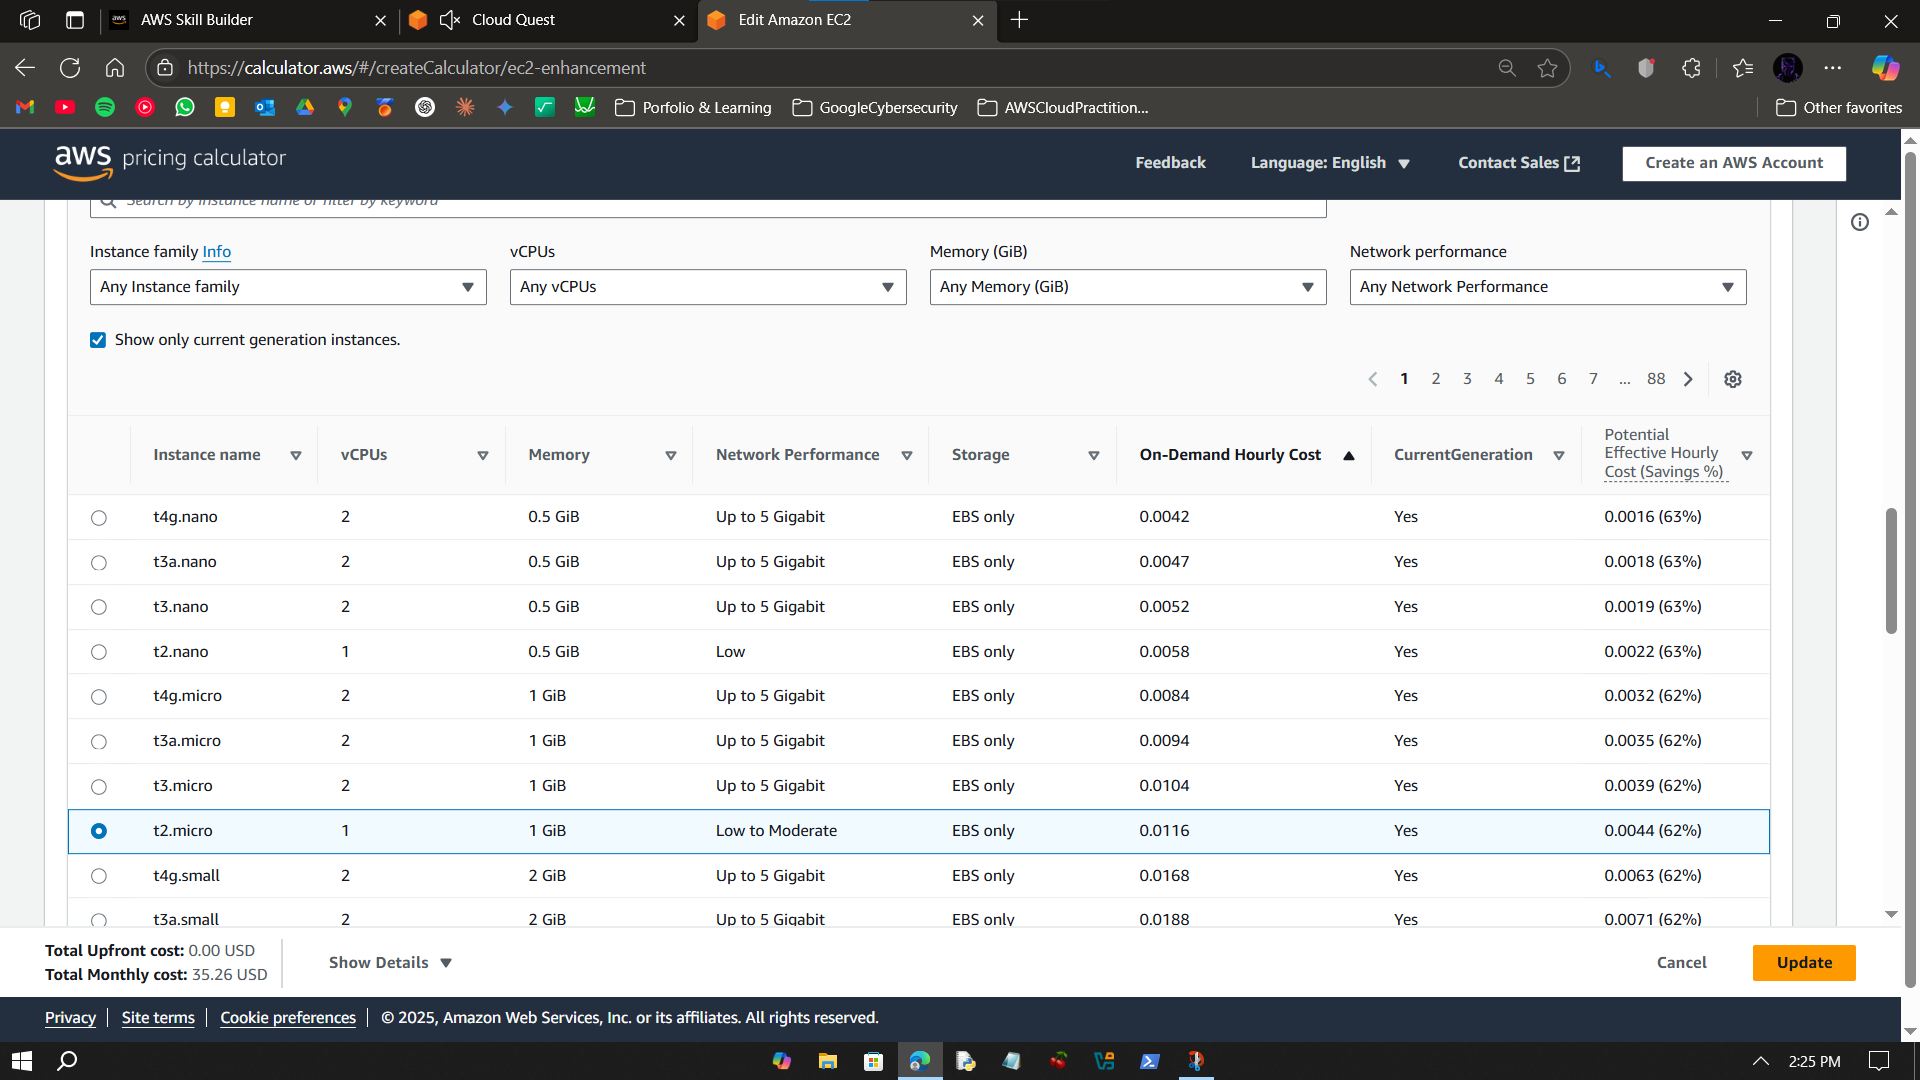 AWS Skill Builder
Cloud Quest
Edit Amazon EC2
https://calculator.aws/#/createCalculator/ec2-enhancement
Porfolio & Learning
GoogleCybersecurity
AWSCloudPractition...
Other favorites
aws pricing calculator
Feedback
Language: English
Contact Sales
Create an AWS Account
Search by instance name or filter by keyword
Instance family Info
vCPUs
Memory (GiB)
Network performance
Any Instance family
Any vCPUs
Any Memory (GiB)
Any Network Performance
Show only current generation instances.
1 2 3 4 5 6 7 ... 88
Instance name vCPUs Memory Network Performance Storage On-Demand Hourly Cost CurrentGeneration Potential Effective Hourly Cost (Savings %)
t4g.nano 2 0.5 GiB Up to 5 Gigabit EBS only 0.0042 Yes 0.0016 (63%)
t3a.nano 2 0.5 GiB Up to 5 Gigabit EBS only 0.0047 Yes 0.0018 (63%)
t3.nano 2 0.5 GiB Up to 5 Gigabit EBS only 0.0052 Yes 0.0019 (63%)
t2.nano 1 0.5 GiB Low EBS only 0.0058 Yes 0.0022 (63%)
t4g.micro 2 1 GiB Up to 5 Gigabit EBS only 0.0084 Yes 0.0032 (62%)
t3a.micro 2 1 GiB Up to 5 Gigabit EBS only 0.0094 Yes 0.0035 (62%)
t3.micro 2 1 GiB Up to 5 Gigabit EBS only 0.0104 Yes 0.0039 (62%)
t2.micro 1 1 GiB Low to Moderate EBS only 0.0116 Yes 0.0044 (62%)
t4g.small 2 2 GiB Up to 5 Gigabit EBS only 0.0168 Yes 0.0063 (62%)
t3a.small 2 2 GiB Up to 5 Gigabit EBS only 0.0188 Yes 0.0071 (62%)
Total Upfront cost: 0.00 USD
Total Monthly cost: 35.26 USD
Show Details
Cancel
Update
Privacy
Site terms
Cookie preferences
© 2025, Amazon Web Services, Inc. or its affiliates. All rights reserved.
2:25 PM